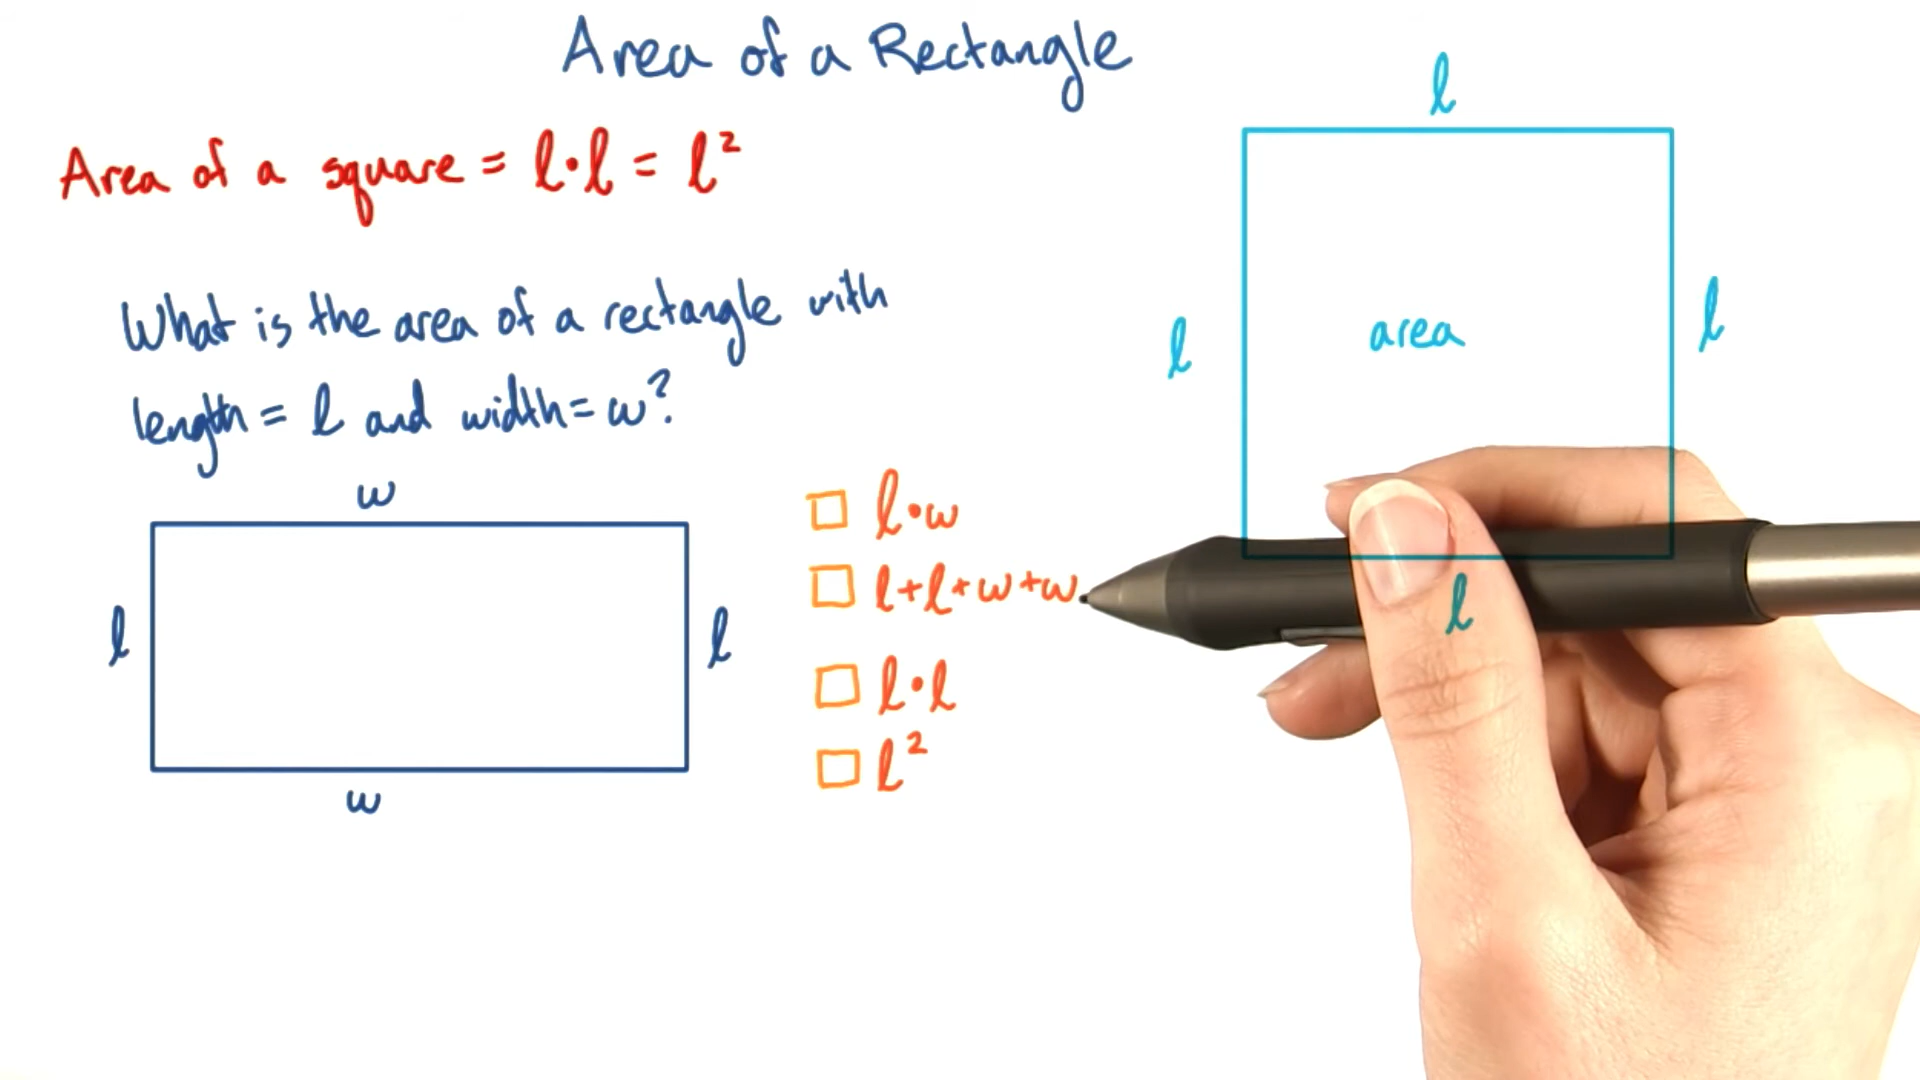 Area of a Rectangle
Area of a square = l·l = l²
What is the area of a rectangle with
length = l and width = w?
w
l
l
w
l·w
l+l+w+w
l·l
l²
l
l
area
l
l